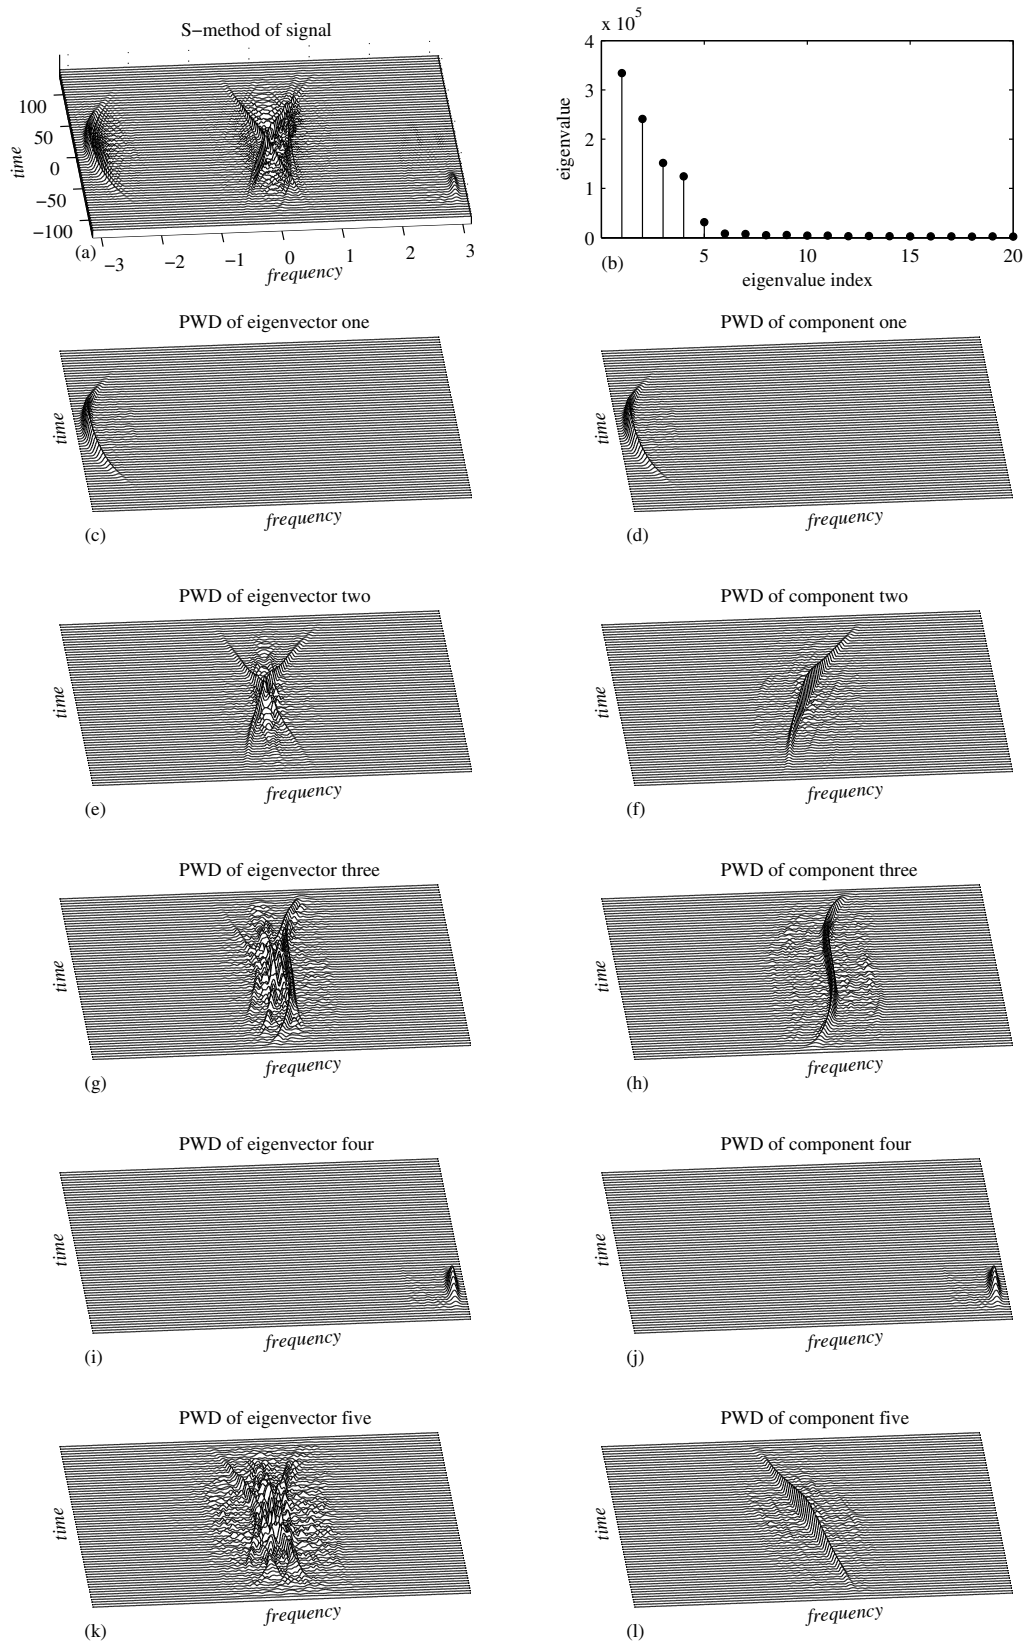 S−method of signal
100
50
0
−50
−100
time
−3
−2
−1
0
1
2
3
frequency
(a)
x 10^5
4
3
2
1
0
eigenvalue
5
10
15
20
eigenvalue index
(b)
PWD of eigenvector one
time
frequency
(c)
PWD of component one
time
frequency
(d)
PWD of eigenvector two
time
frequency
(e)
PWD of component two
time
frequency
(f)
PWD of eigenvector three
time
frequency
(g)
PWD of component three
time
frequency
(h)
PWD of eigenvector four
time
frequency
(i)
PWD of component four
time
frequency
(j)
PWD of eigenvector five
time
frequency
(k)
PWD of component five
time
frequency
(l)